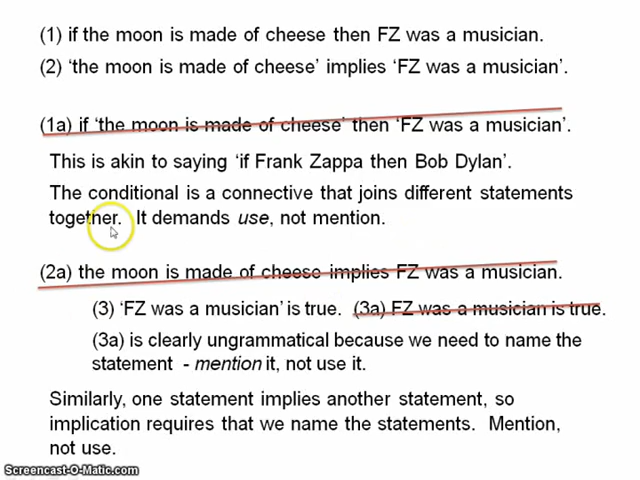 (1) if the moon is made of cheese then FZ was a musician.
(2) ‘the moon is made of cheese’ implies ‘FZ was a musician’.
(1a) if ‘the moon is made of cheese’ then ‘FZ was a musician’.
This is akin to saying ‘if Frank Zappa then Bob Dylan’.
The conditional is a connective that joins different statements
together. It demands use, not mention.
(2a) the moon is made of cheese implies FZ was a musician.
(3) ‘FZ was a musician’ is true. (3a) FZ was a musician is true.
(3a) is clearly ungrammatical because we need to name the
statement - mention it, not use it.
Similarly, one statement implies another statement, so
implication requires that we name the statements. Mention,
not use.
Screencast-O-Matic.com